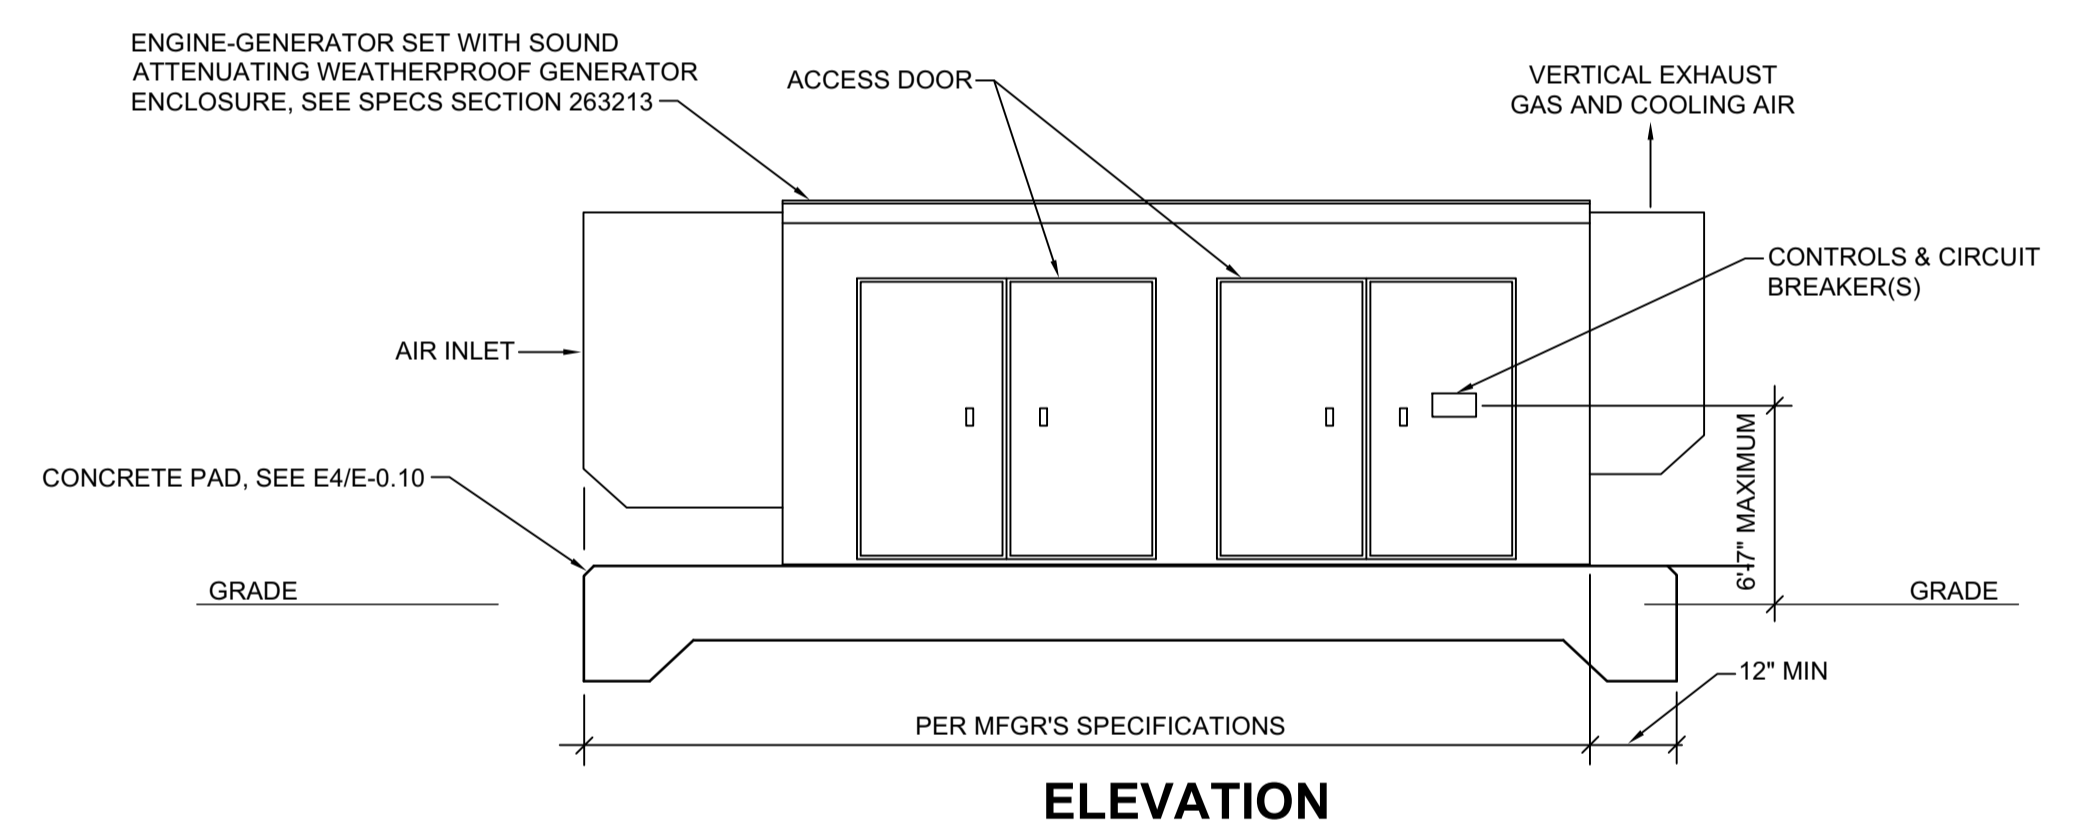 ENGINE-GENERATOR SET WITH SOUND
ATTENUATING WEATHERPROOF GENERATOR
ENCLOSURE, SEE SPECS SECTION 263213
ACCESS DOOR
VERTICAL EXHAUST
GAS AND COOLING AIR
CONTROLS & CIRCUIT
BREAKER(S)
AIR INLET
CONCRETE PAD, SEE E4/E-0.10
6'-7" MAXIMUM
GRADE
GRADE
12" MIN
PER MFGR'S SPECIFICATIONS
ELEVATION